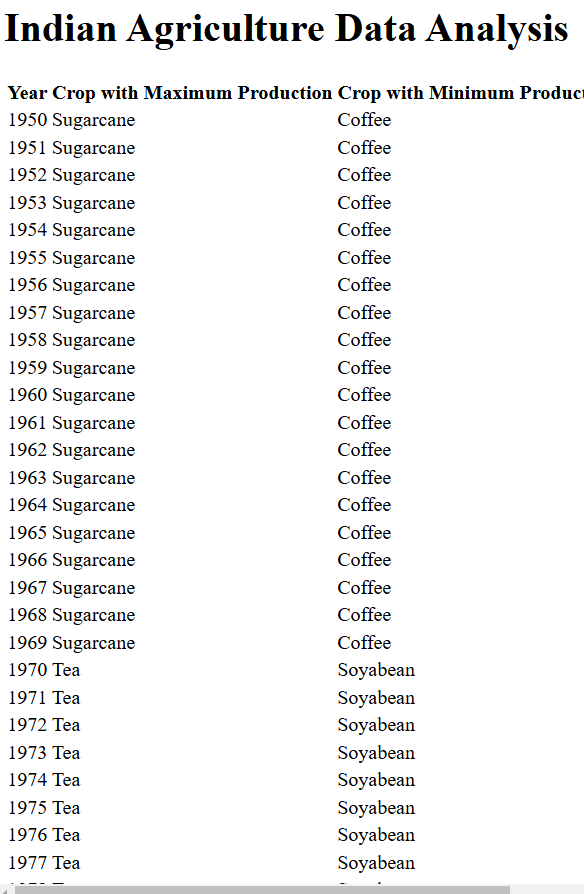 Indian Agriculture Data Analysis
Year Crop with Maximum Production Crop with Minimum
1950 Sugarcane Coffee
1951 Sugarcane Coffee
1952 Sugarcane Coffee
1953 Sugarcane Coffee
1954 Sugarcane Coffee
1955 Sugarcane Coffee
1956 Sugarcane Coffee
1957 Sugarcane Coffee
1958 Sugarcane Coffee
1959 Sugarcane Coffee
1960 Sugarcane Coffee
1961 Sugarcane Coffee
1962 Sugarcane Coffee
1963 Sugarcane Coffee
1964 Sugarcane Coffee
1965 Sugarcane Coffee
1966 Sugarcane Coffee
1967 Sugarcane Coffee
1968 Sugarcane Coffee
1969 Sugarcane Coffee
1970 Tea Soyabean
1971 Tea Soyabean
1972 Tea Soyabean
1973 Tea Soyabean
1974 Tea Soyabean
1975 Tea Soyabean
1976 Tea Soyabean
1977 Tea Soyabean